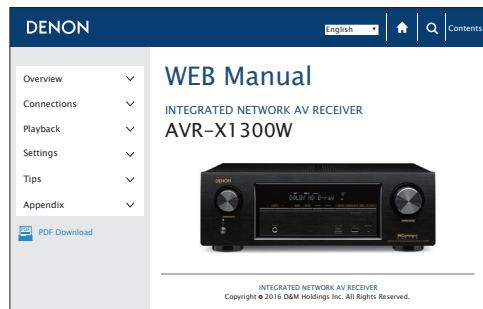 DENON
English
Contents
Overview
Connections
Playback
Settings
Tips
Appendix
PDF Download
WEB Manual
INTEGRATED NETWORK AV RECEIVER
AVR-X1300W
DENON
INTEGRATED NETWORK AV RECEIVER
Copyright © 2016 D&M Holdings Inc. All Rights Reserved.